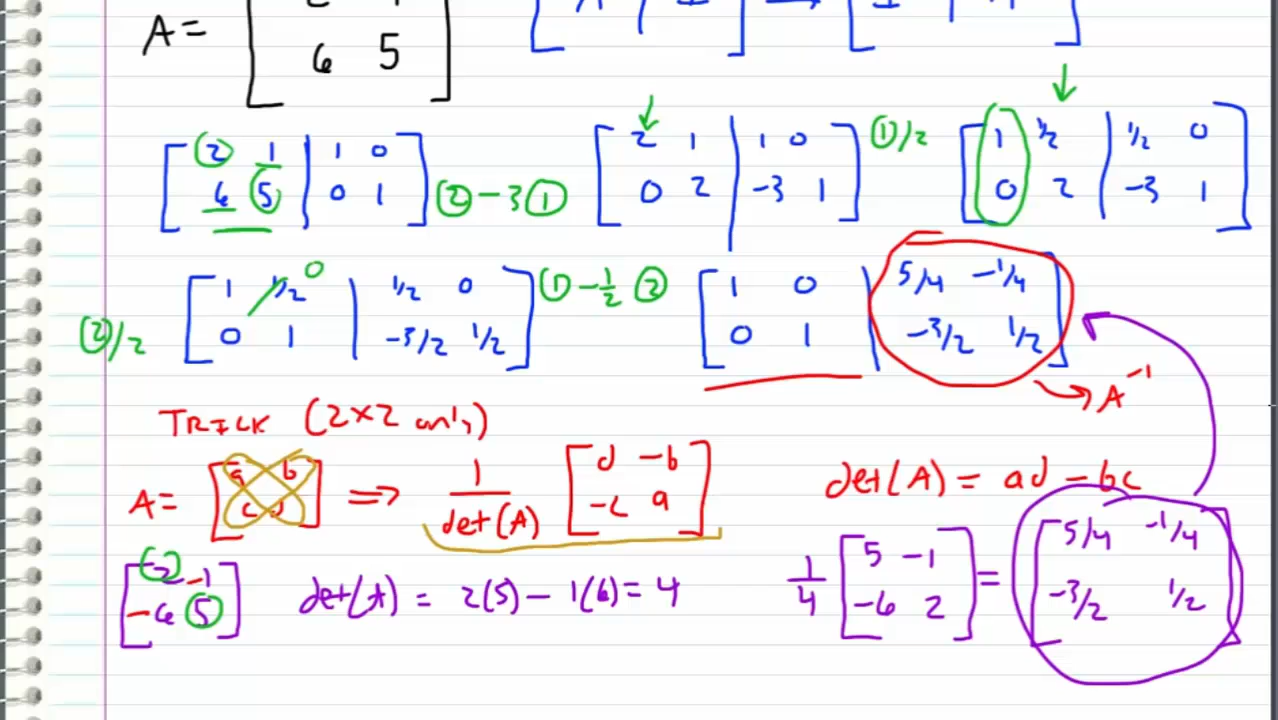 A = [ 6 5 ]
[ 2 1 | 1 0 ; 6 5 | 0 1 ] ② - 3① [ 2 1 | 1 0 ; 0 2 | -3 1 ] ①/2 [ 1 1/2 | 1/2 0 ; 0 2 | -3 1 ]
②/2 [ 1 1/2 0 | 1/2 0 ; 0 1 | -3/2 1/2 ] ① - 1/2 ② [ 1 0 | 5/4 -1/4 ; 0 1 | -3/2 1/2 ]
→ A⁻¹
TRICK (2×2 only)
A = [ a b ; c d ] ⇒ 1/det(A) [ d -b ; -c a ] det(A) = ad - bc
[ 2 -1 ; -6 5 ] det(A) = 2(5) - 1(6) = 4 1/4 [ 5 -1 ; -6 2 ] = [ 5/4 -1/4 ; -3/2 1/2 ]